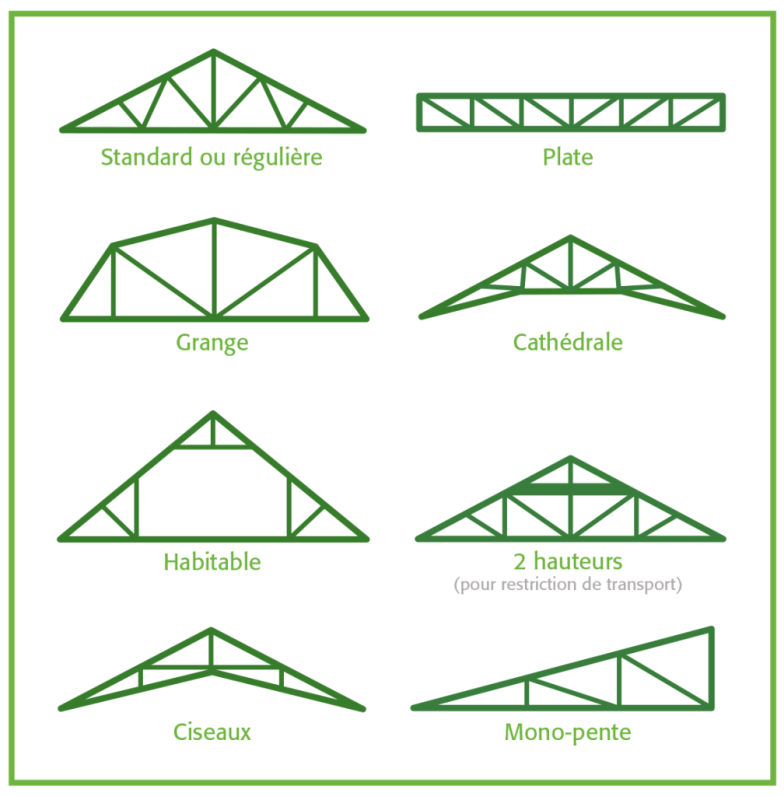 Standard ou régulière
Plate
Grange
Cathédrale
Habitable
2 hauteurs
(pour restriction de transport)
Ciseaux
Mono-pente